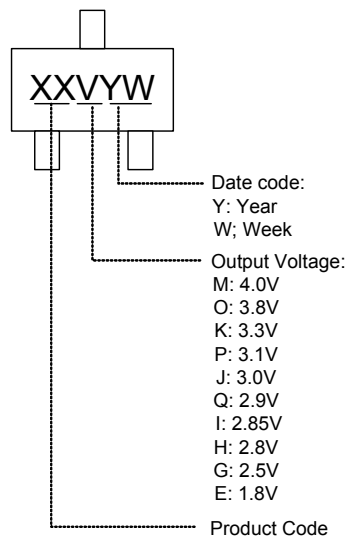 XXVYW
Date code:
Y: Year
W; Week
Output Voltage:
M: 4.0V
O: 3.8V
K: 3.3V
P: 3.1V
J: 3.0V
Q: 2.9V
I: 2.85V
H: 2.8V
G: 2.5V
E: 1.8V
Product Code